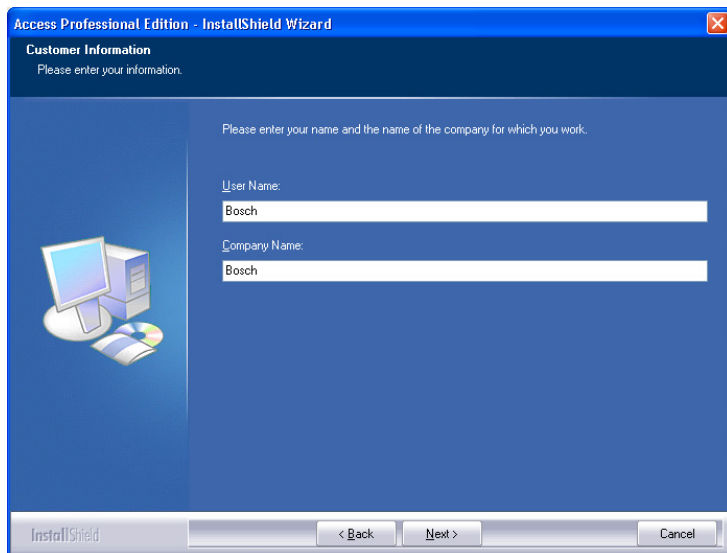 Access Professional Edition - InstallShield Wizard
Customer Information
Please enter your information.
Please enter your name and the name of the company for which you work.
User Name:
Bosch
Company Name:
Bosch
InstallShield
< Back
Next >
Cancel